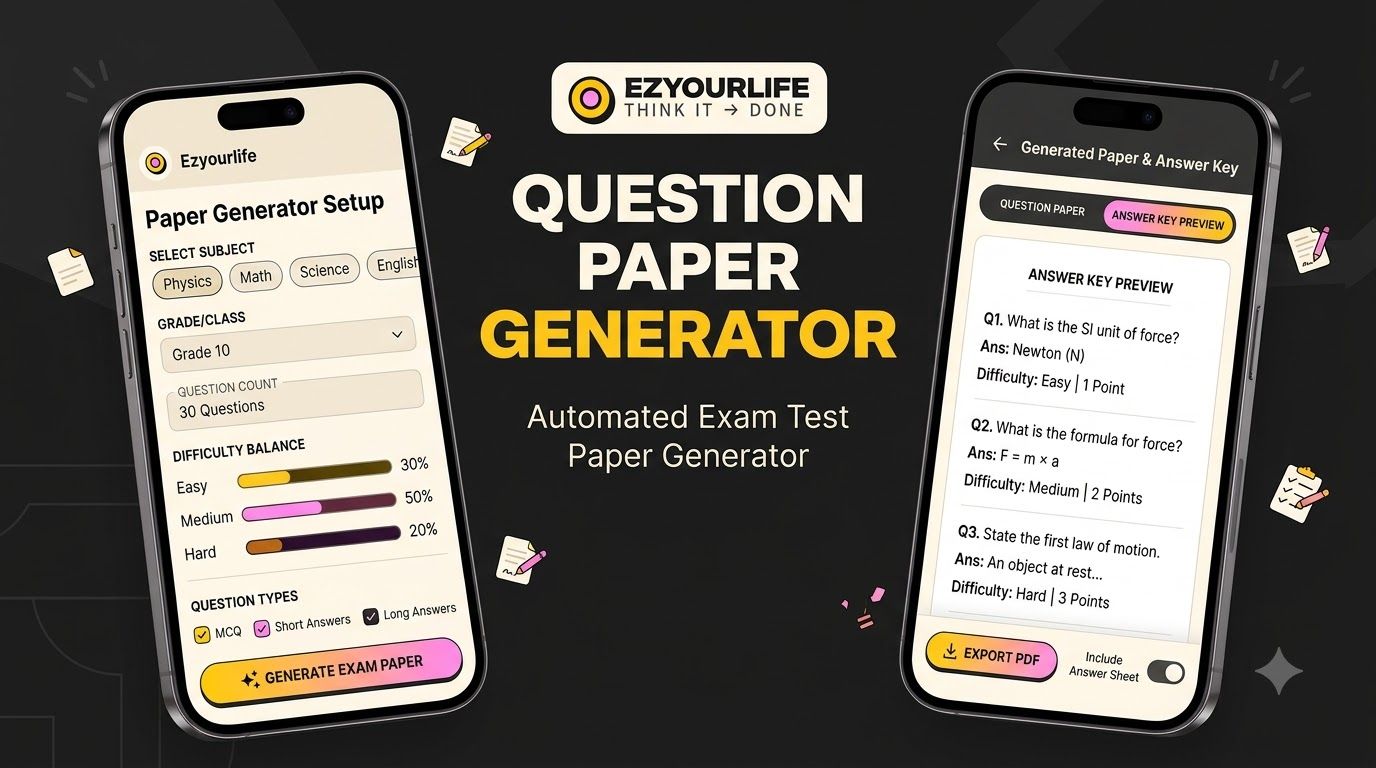 EZYOURLIFE
THINK IT → DONE
QUESTION
PAPER
GENERATOR
Automated Exam Test
Paper Generator
Ezyourlife
Paper Generator Setup
SELECT SUBJECT
Physics Math Science English
GRADE/CLASS
Grade 10
QUESTION COUNT
30 Questions
DIFFICULTY BALANCE
Easy 30%
Medium 50%
Hard 20%
QUESTION TYPES
MCQ Short Answers Long Answers
GENERATE EXAM PAPER
← Generated Paper & Answer Key
QUESTION PAPER ANSWER KEY PREVIEW
ANSWER KEY PREVIEW
Q1. What is the SI unit of force?
Ans: Newton (N)
Difficulty: Easy | 1 Point
Q2. What is the formula for force?
Ans: F = m × a
Difficulty: Medium | 2 Points
Q3. State the first law of motion.
Ans: An object at rest...
Difficulty: Hard | 3 Points
EXPORT PDF
Include
Answer Sheet